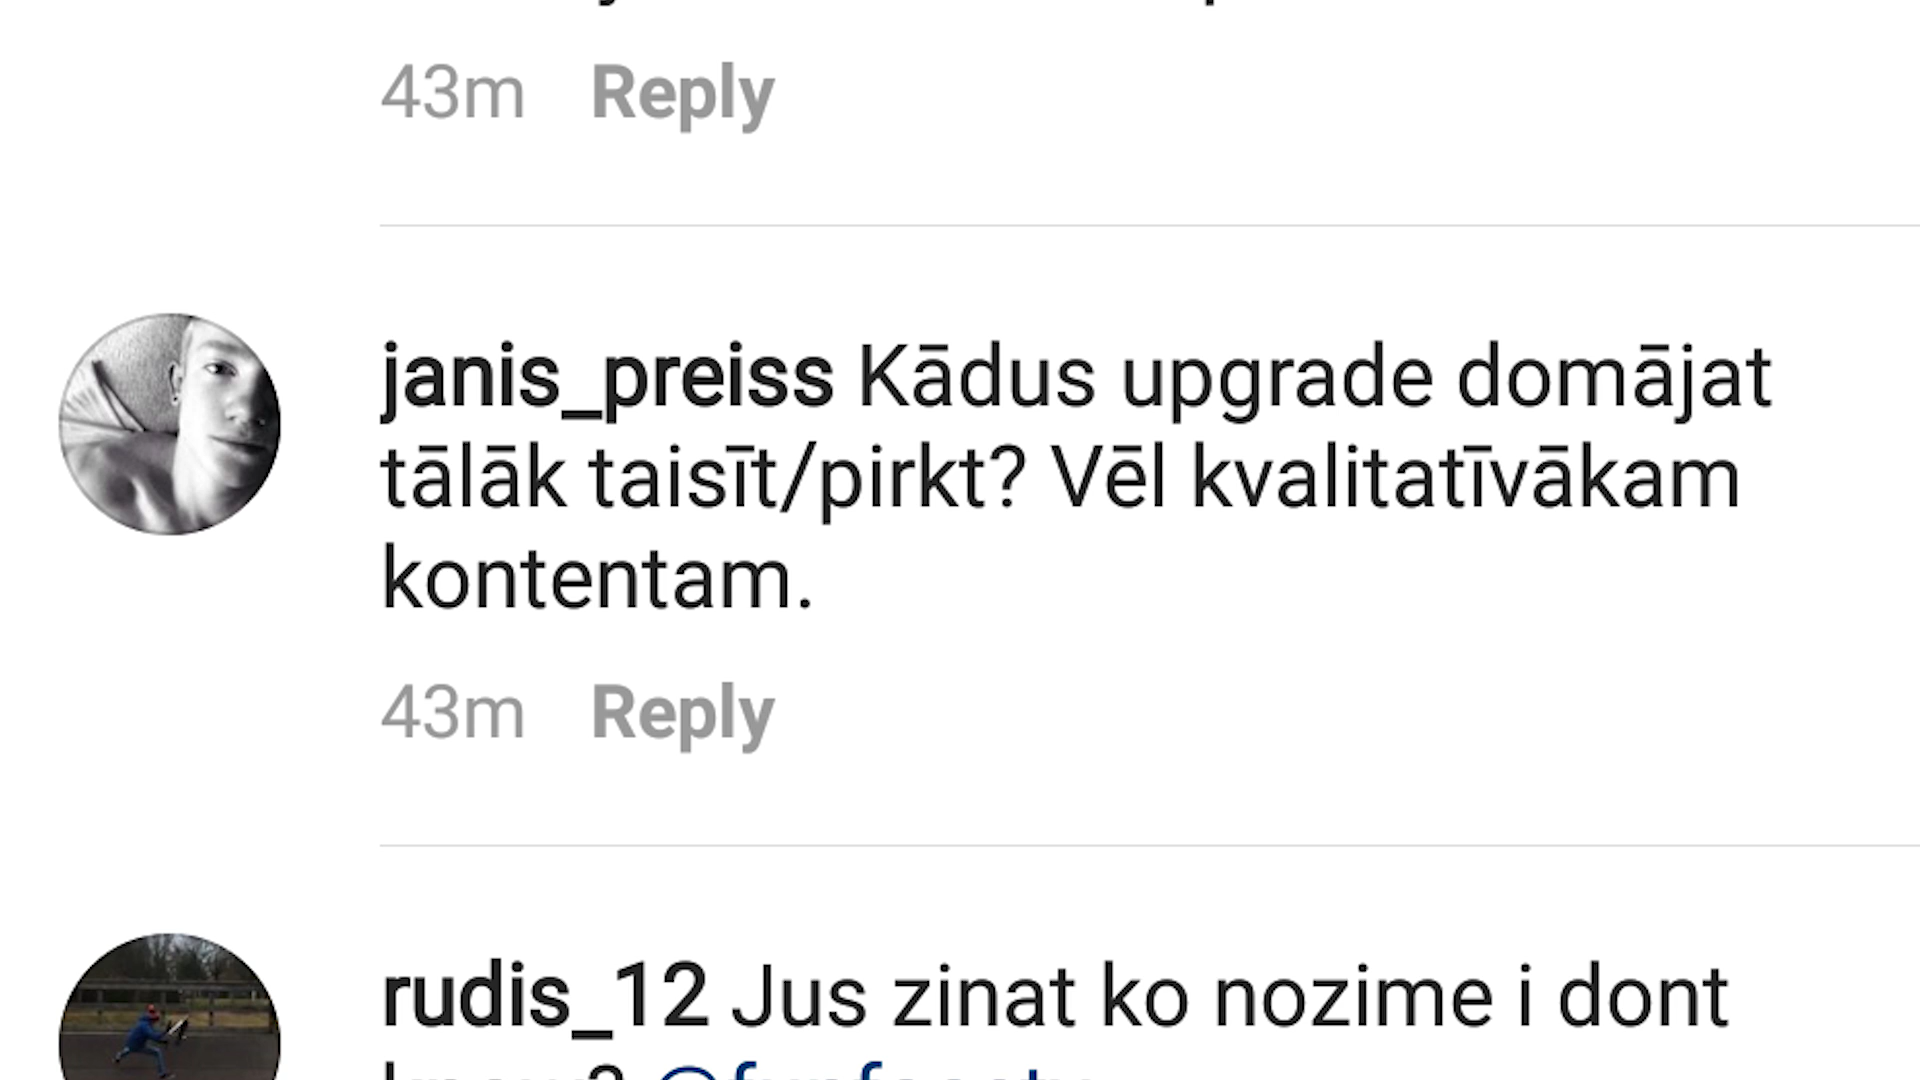 43m Reply
janis_preiss Kādus upgrade domājat
tālāk taisīt/pirkt? Vēl kvalitatīvākam
kontentam.
43m Reply
rudis_12 Jus zinat ko nozime i dont
know?